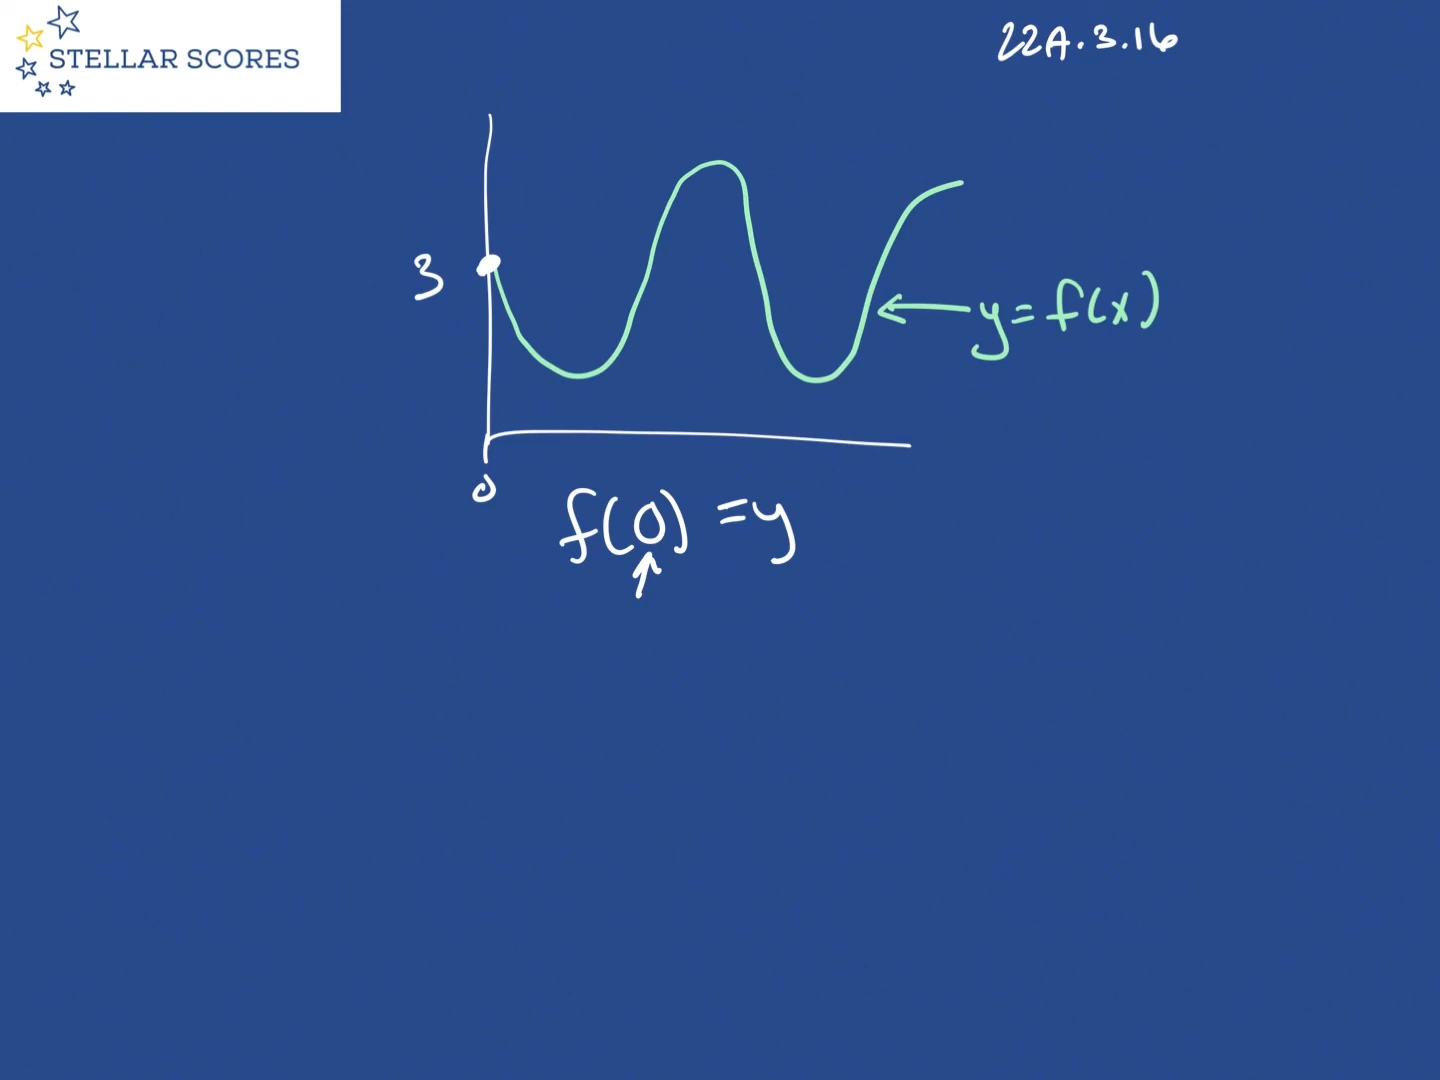 STELLAR SCORES
22A.3.16
3
y=f(x)
0
f(0)=y